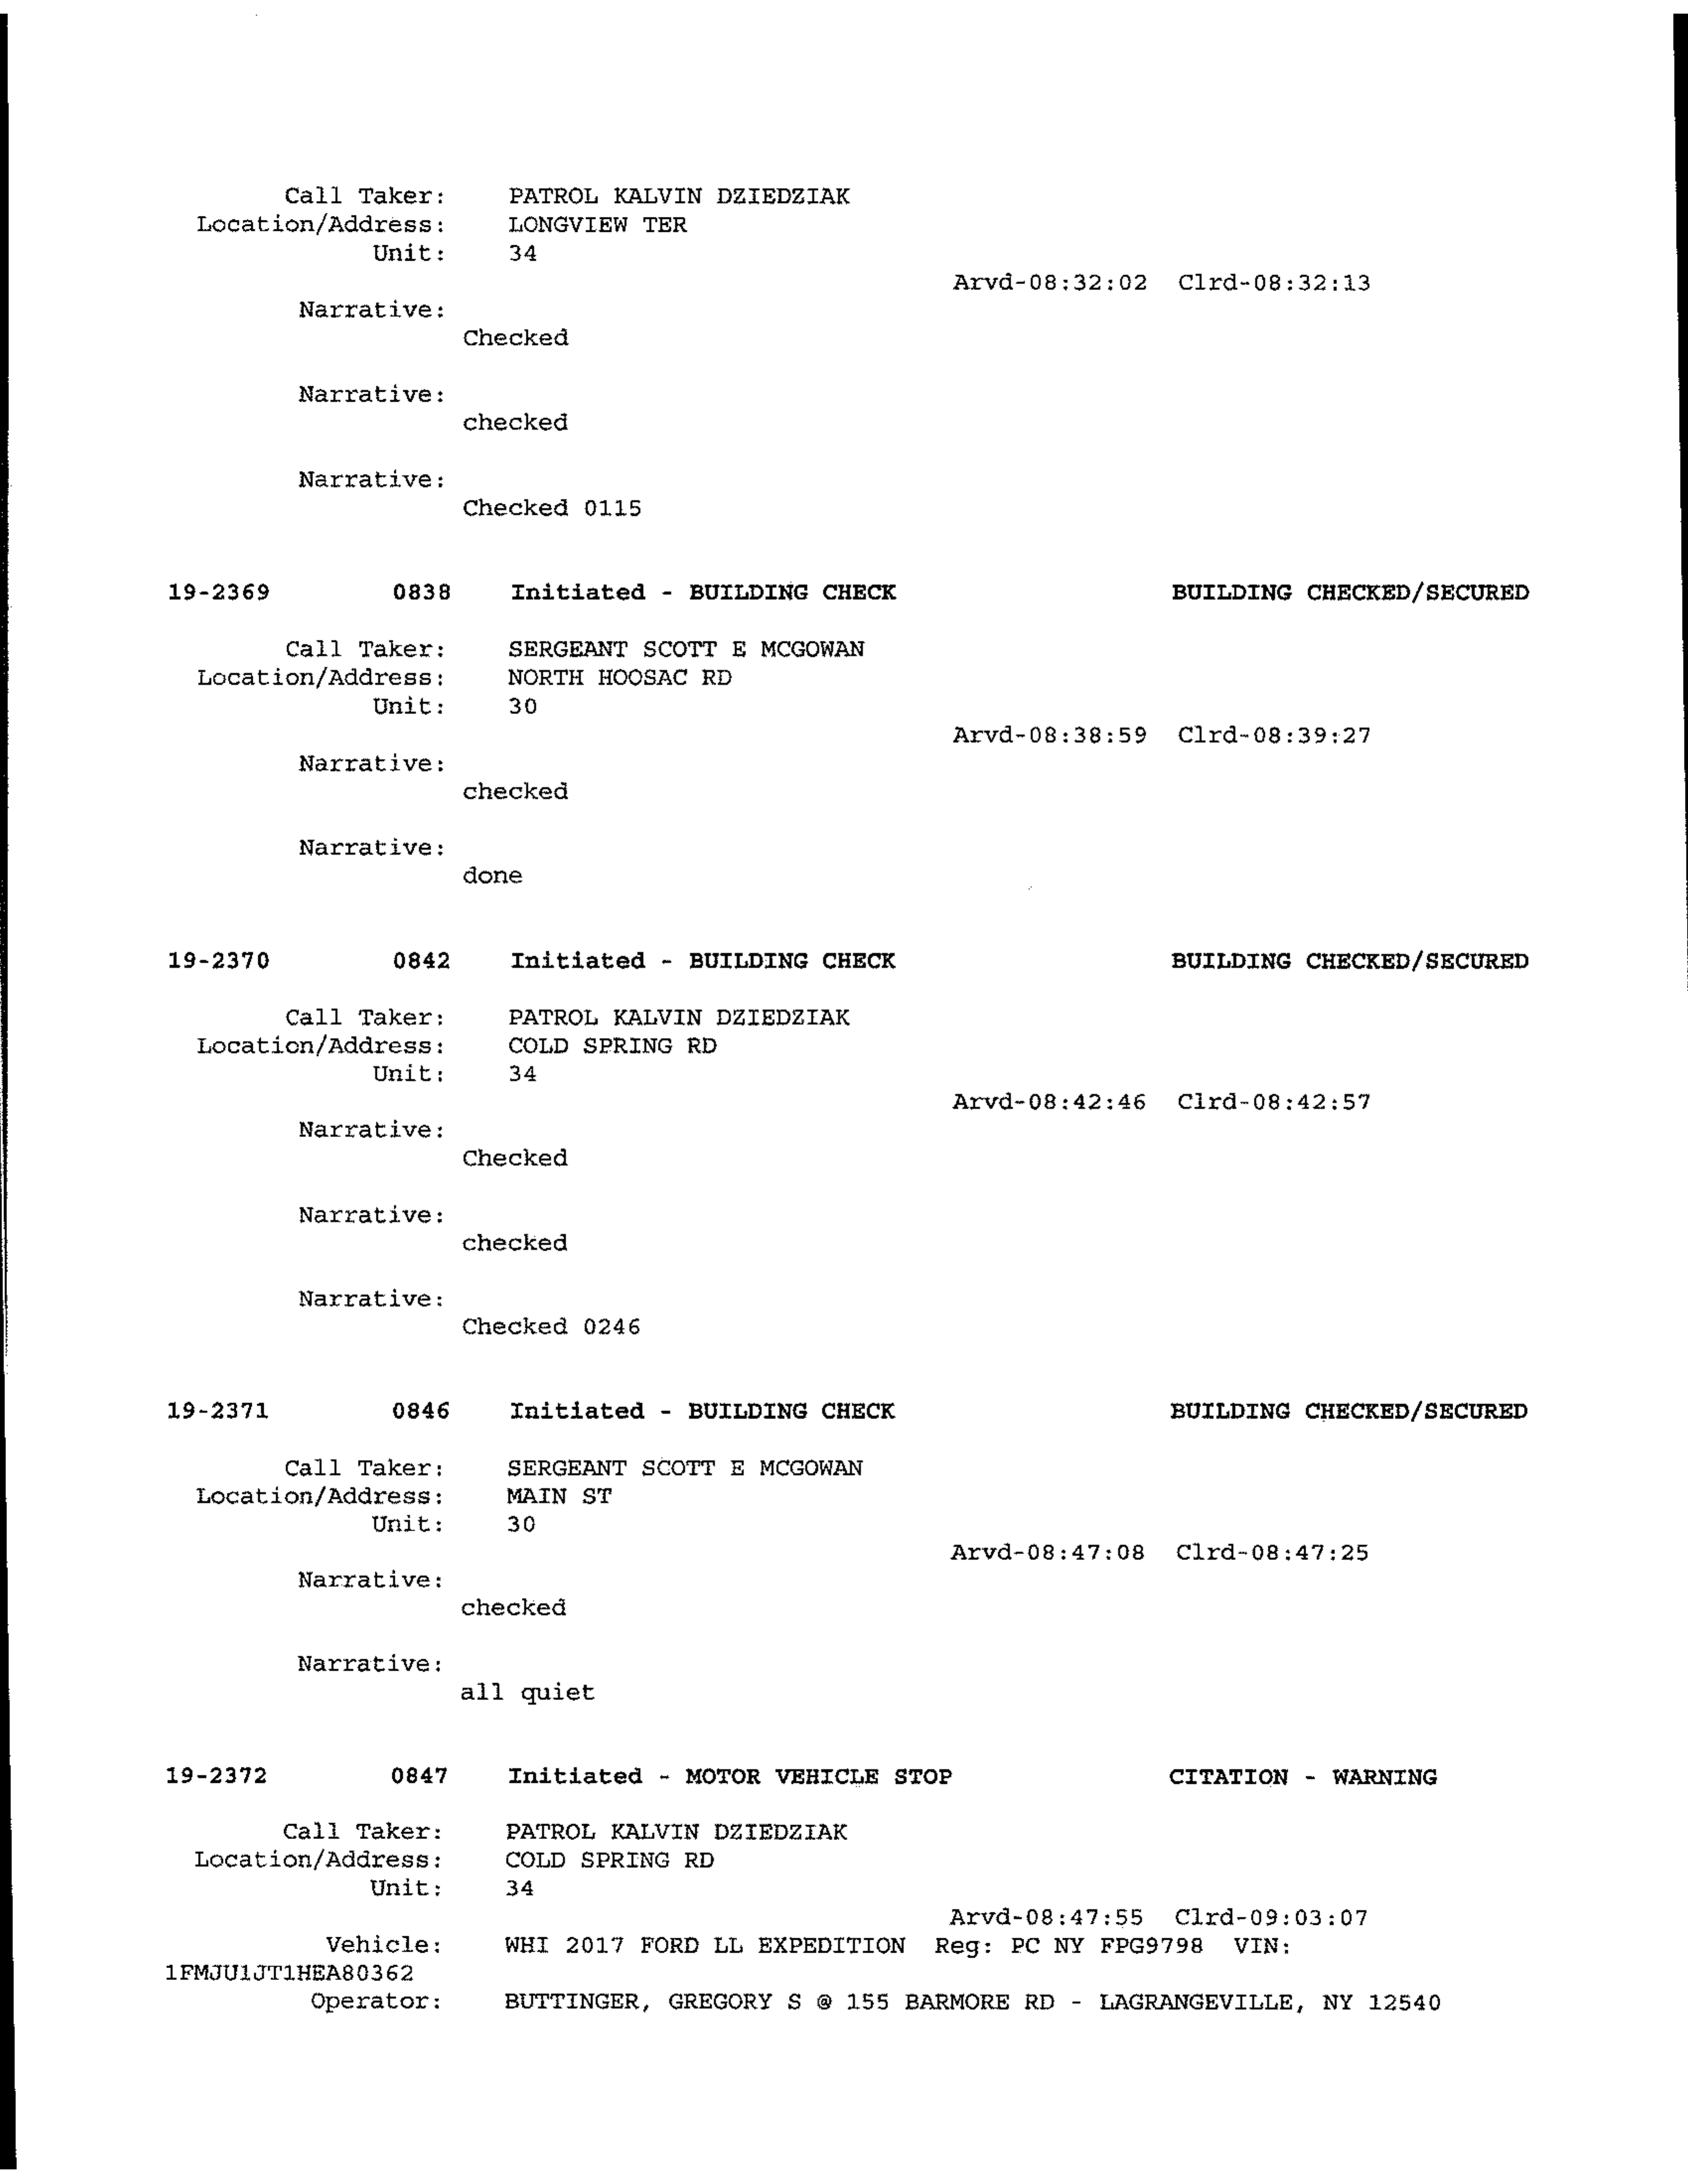 Call Taker: PATROL KALVIN DZIEDZIAK
Location/Address: LONGVIEW TER
Unit: 34
Arvd-08:32:02 Clrd-08:32:13
Narrative:
Checked
Narrative:
checked
Narrative:
Checked 0115
19-2369 0838 Initiated - BUILDING CHECK BUILDING CHECKED/SECURED
Call Taker: SERGEANT SCOTT E MCGOWAN
Location/Address: NORTH HOOSAC RD
Unit: 30
Arvd-08:38:59 Clrd-08:39:27
Narrative:
checked
Narrative:
done
19-2370 0842 Initiated - BUILDING CHECK BUILDING CHECKED/SECURED
Call Taker: PATROL KALVIN DZIEDZIAK
Location/Address: COLD SPRING RD
Unit: 34
Arvd-08:42:46 Clrd-08:42:57
Narrative:
Checked
Narrative:
checked
Narrative:
Checked 0246
19-2371 0846 Initiated - BUILDING CHECK BUILDING CHECKED/SECURED
Call Taker: SERGEANT SCOTT E MCGOWAN
Location/Address: MAIN ST
Unit: 30
Arvd-08:47:08 Clrd-08:47:25
Narrative:
checked
Narrative:
all quiet
19-2372 0847 Initiated - MOTOR VEHICLE STOP CITATION - WARNING
Call Taker: PATROL KALVIN DZIEDZIAK
Location/Address: COLD SPRING RD
Unit: 34
Arvd-08:47:55 Clrd-09:03:07
Vehicle: WHI 2017 FORD LL EXPEDITION Reg: PC NY FPG9798 VIN:
1FMJU1JT1HEA80362
Operator: BUTTINGER, GREGORY S @ 155 BARMORE RD - LAGRANGEVILLE, NY 12540